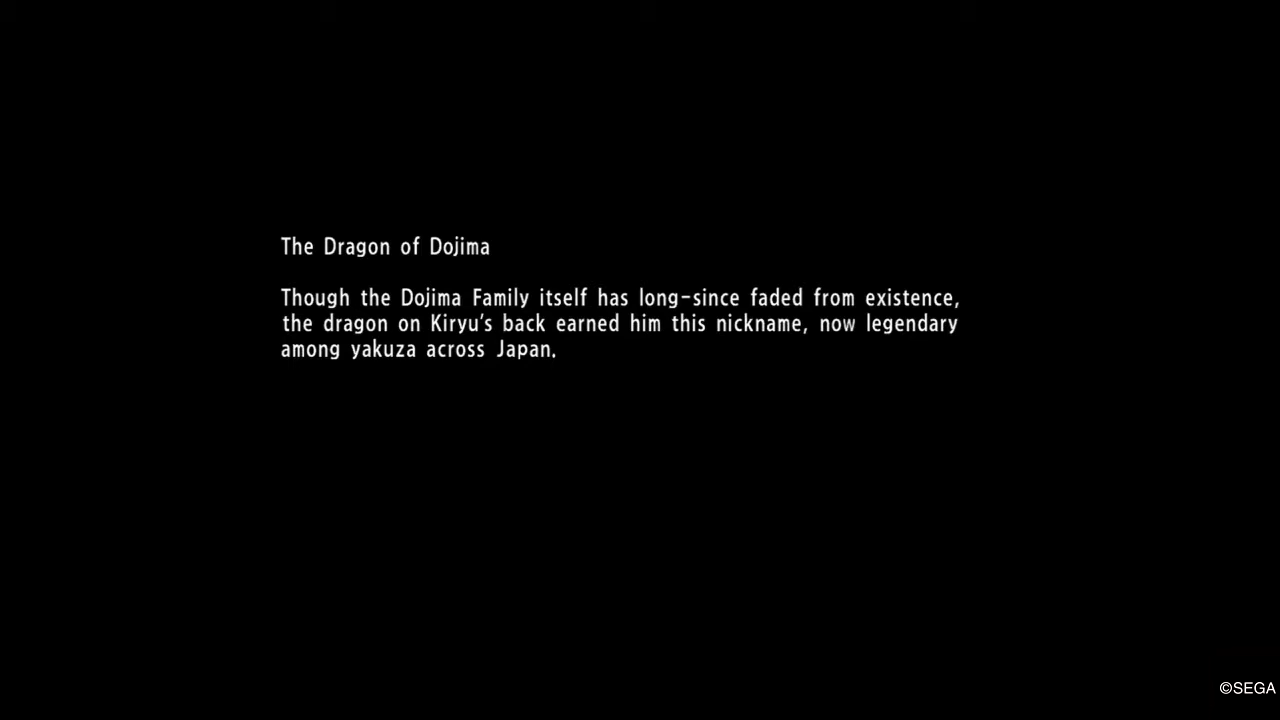 The Dragon of Dojima
Though the Dojima Family itself has long-since faded from existence,
the dragon on Kiryu's back earned him this nickname, now legendary
among yakuza across Japan.
©SEGA